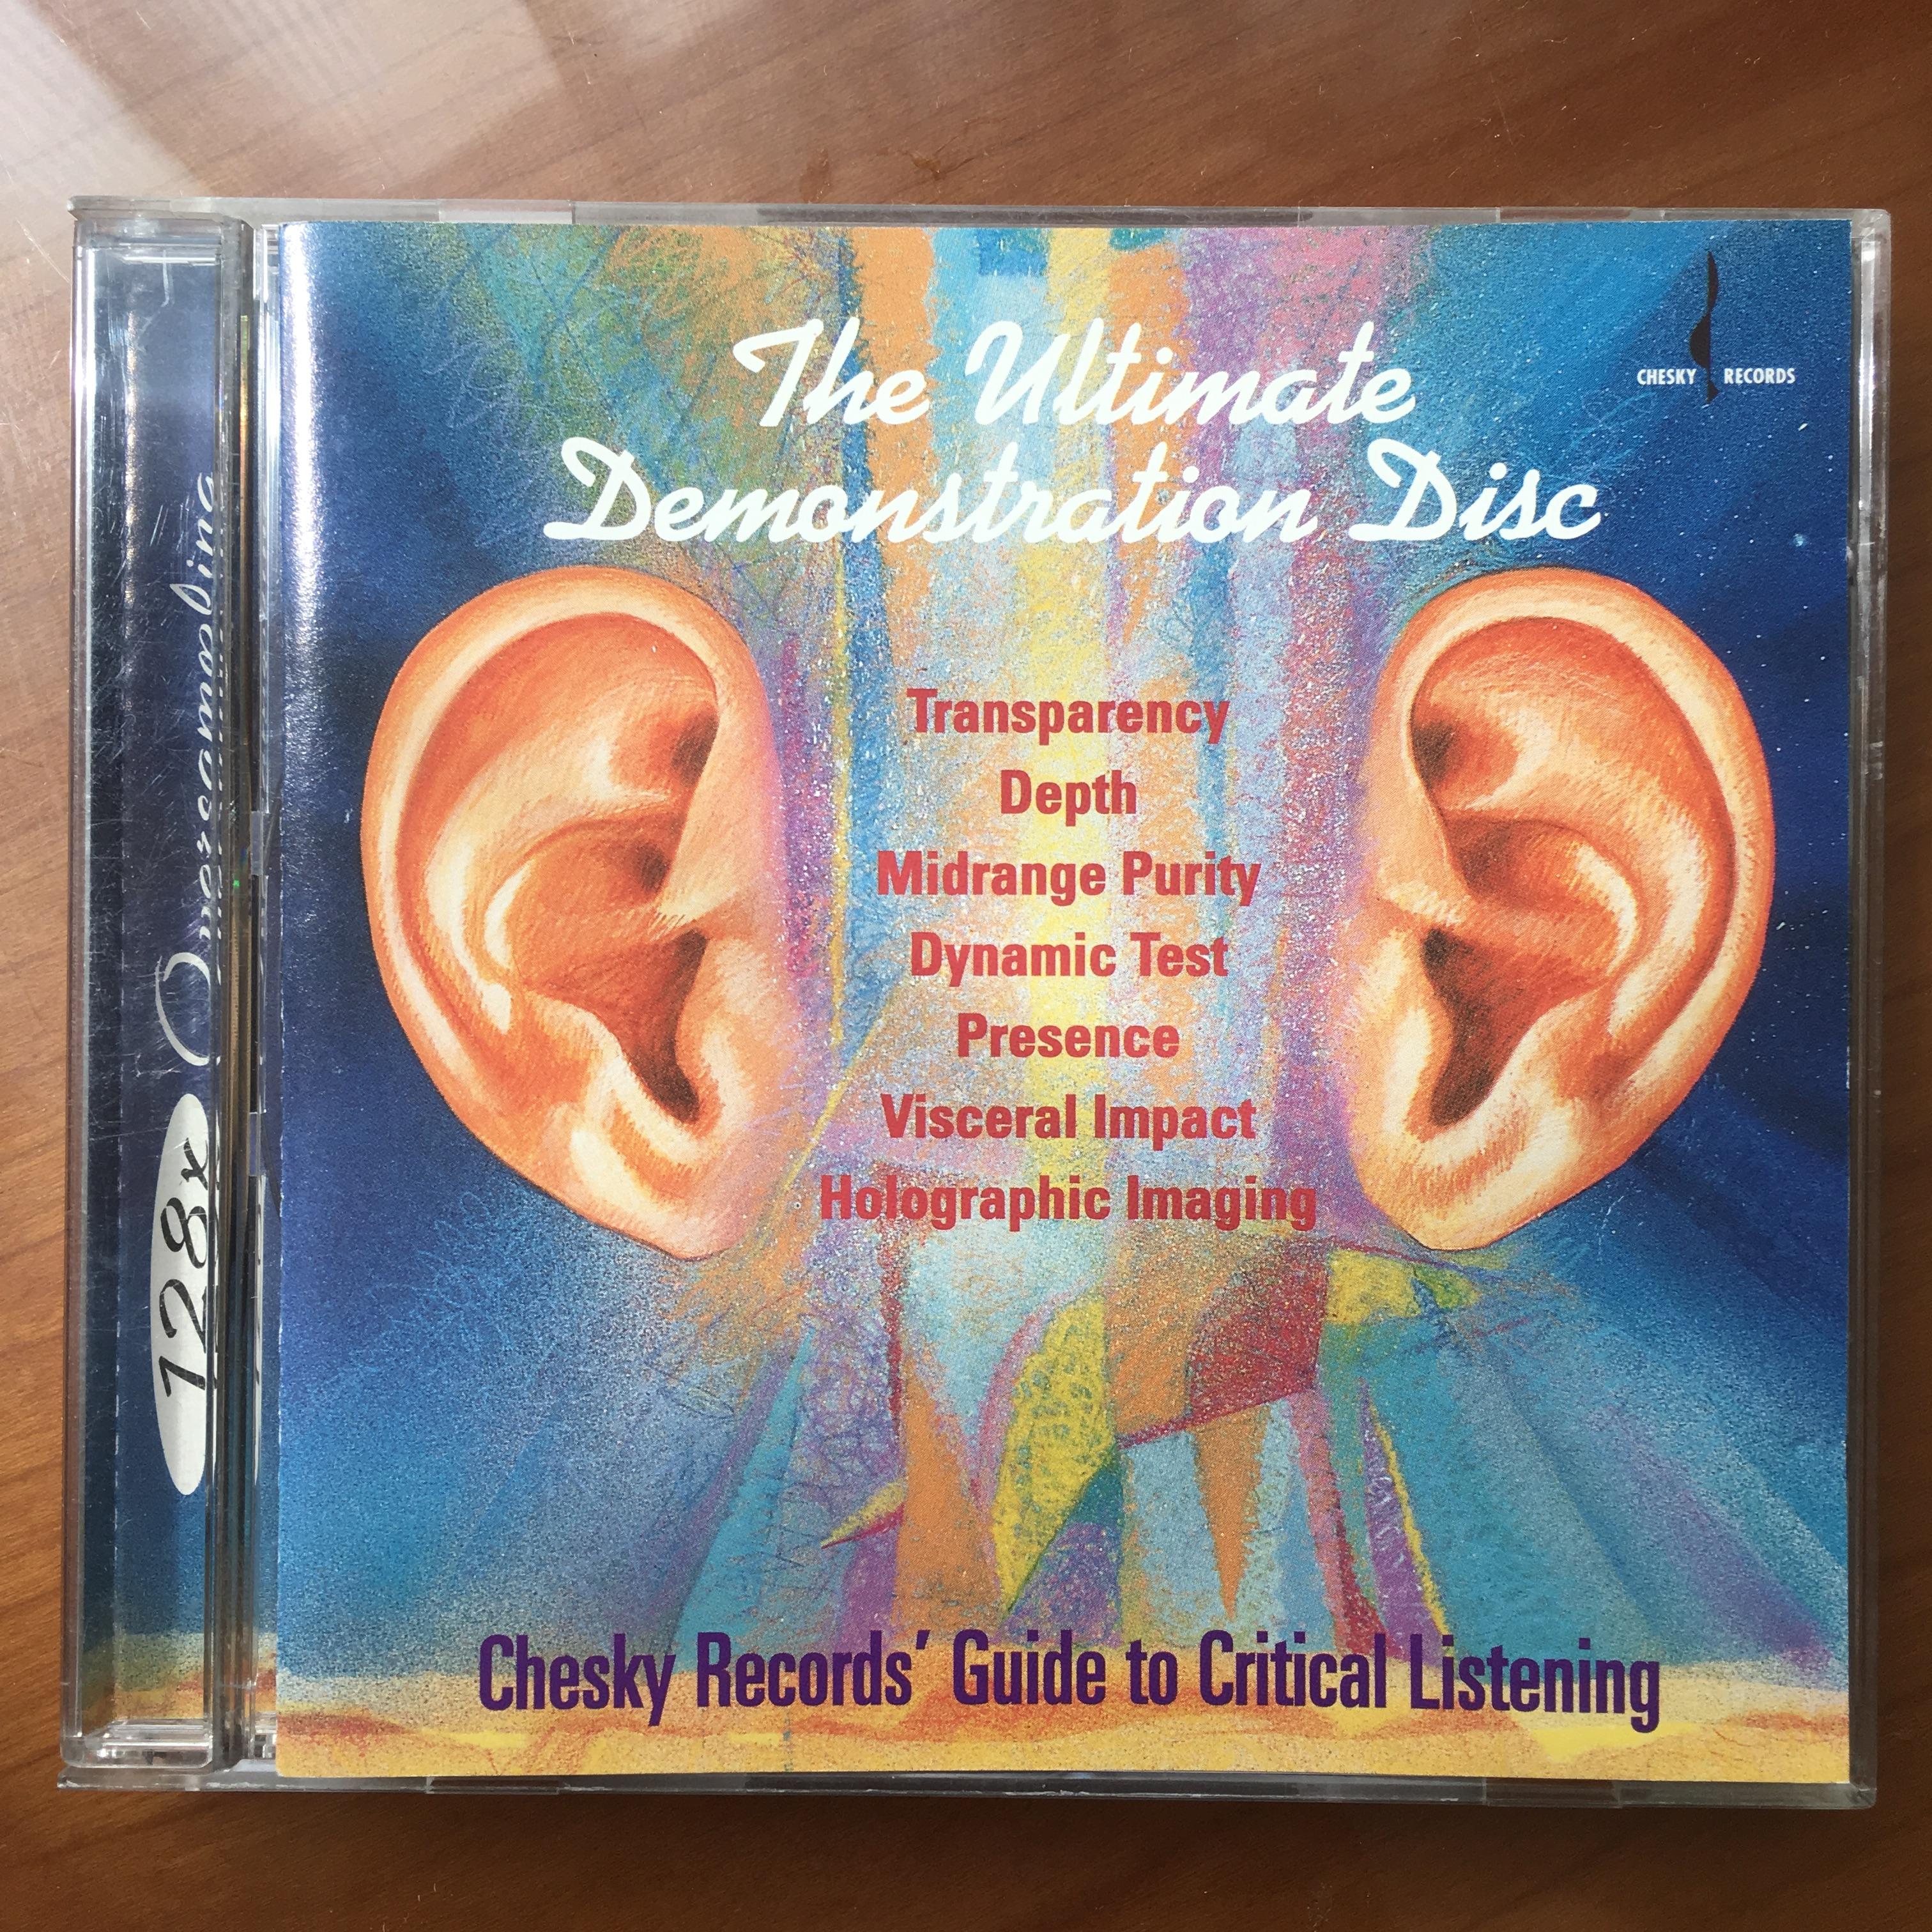 The Ultimate
Demonstration Disc
CHESKY RECORDS
Transparency
Depth
Midrange Purity
Dynamic Test
Presence
Visceral Impact
Holographic Imaging
Chesky Records' Guide to Critical Listening
128x Oversampling